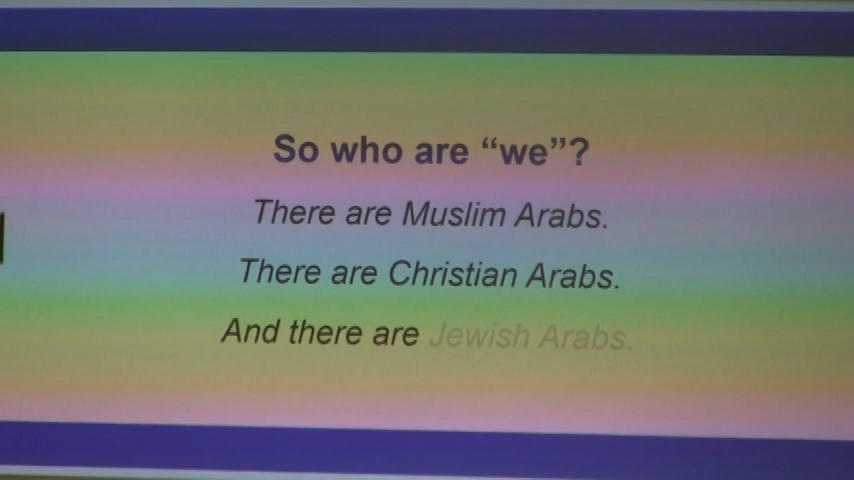 So who are “we”?
There are Muslim Arabs.
There are Christian Arabs.
And there are Jewish Arabs.